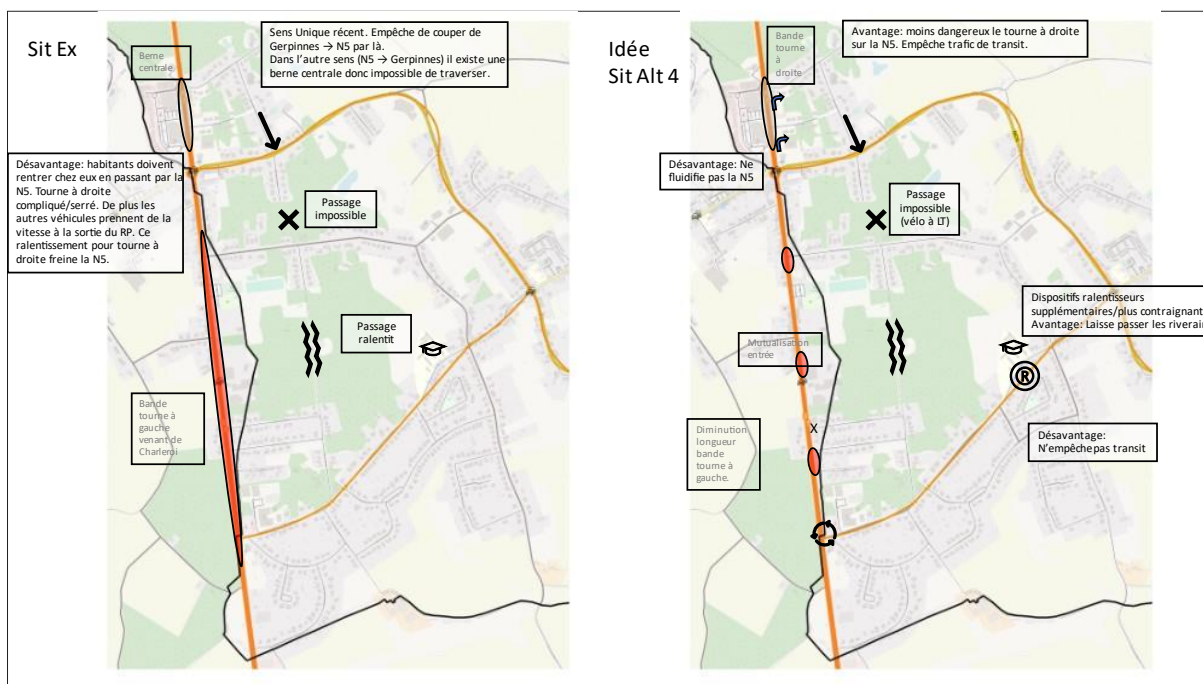 Sit Ex
Berne
centrale
Sens Unique récent. Empêche de couper de
Gerpinnes → N5 par là.
Dans l'autre sens (N5 → Gerpinnes) il existe une
berne centrale donc impossible de traverser.
Désavantage: habitants doivent
rentrer chez eux en passant par la
N5. Tourne à droite
compliqué/serré. De plus les
autres véhicules prennent de la
vitesse à la sortie du RP. Ce
ralentissement pour tourne à
droite freine la N5.
Passage
impossible
Passage
ralentit
Bande
tourne à
gauche
venant de
Charleroi
Idée
Sit Alt 4
Bande
tourne
à
droite
Avantage: moins dangereux le tourne à droite
sur la N5. Empêche trafic de transit.
Désavantage: Ne
fluidifie pas la N5
Passage
impossible
(vélo à LT)
Dispositifs ralentisseurs
supplémentaires/plus contraignant
Avantage: Laisse passer les riverain
Mutualisation
entrée
®
X
Diminution
longueur
bande
tourne à
gauche.
Désavantage:
N'empêche pas transit